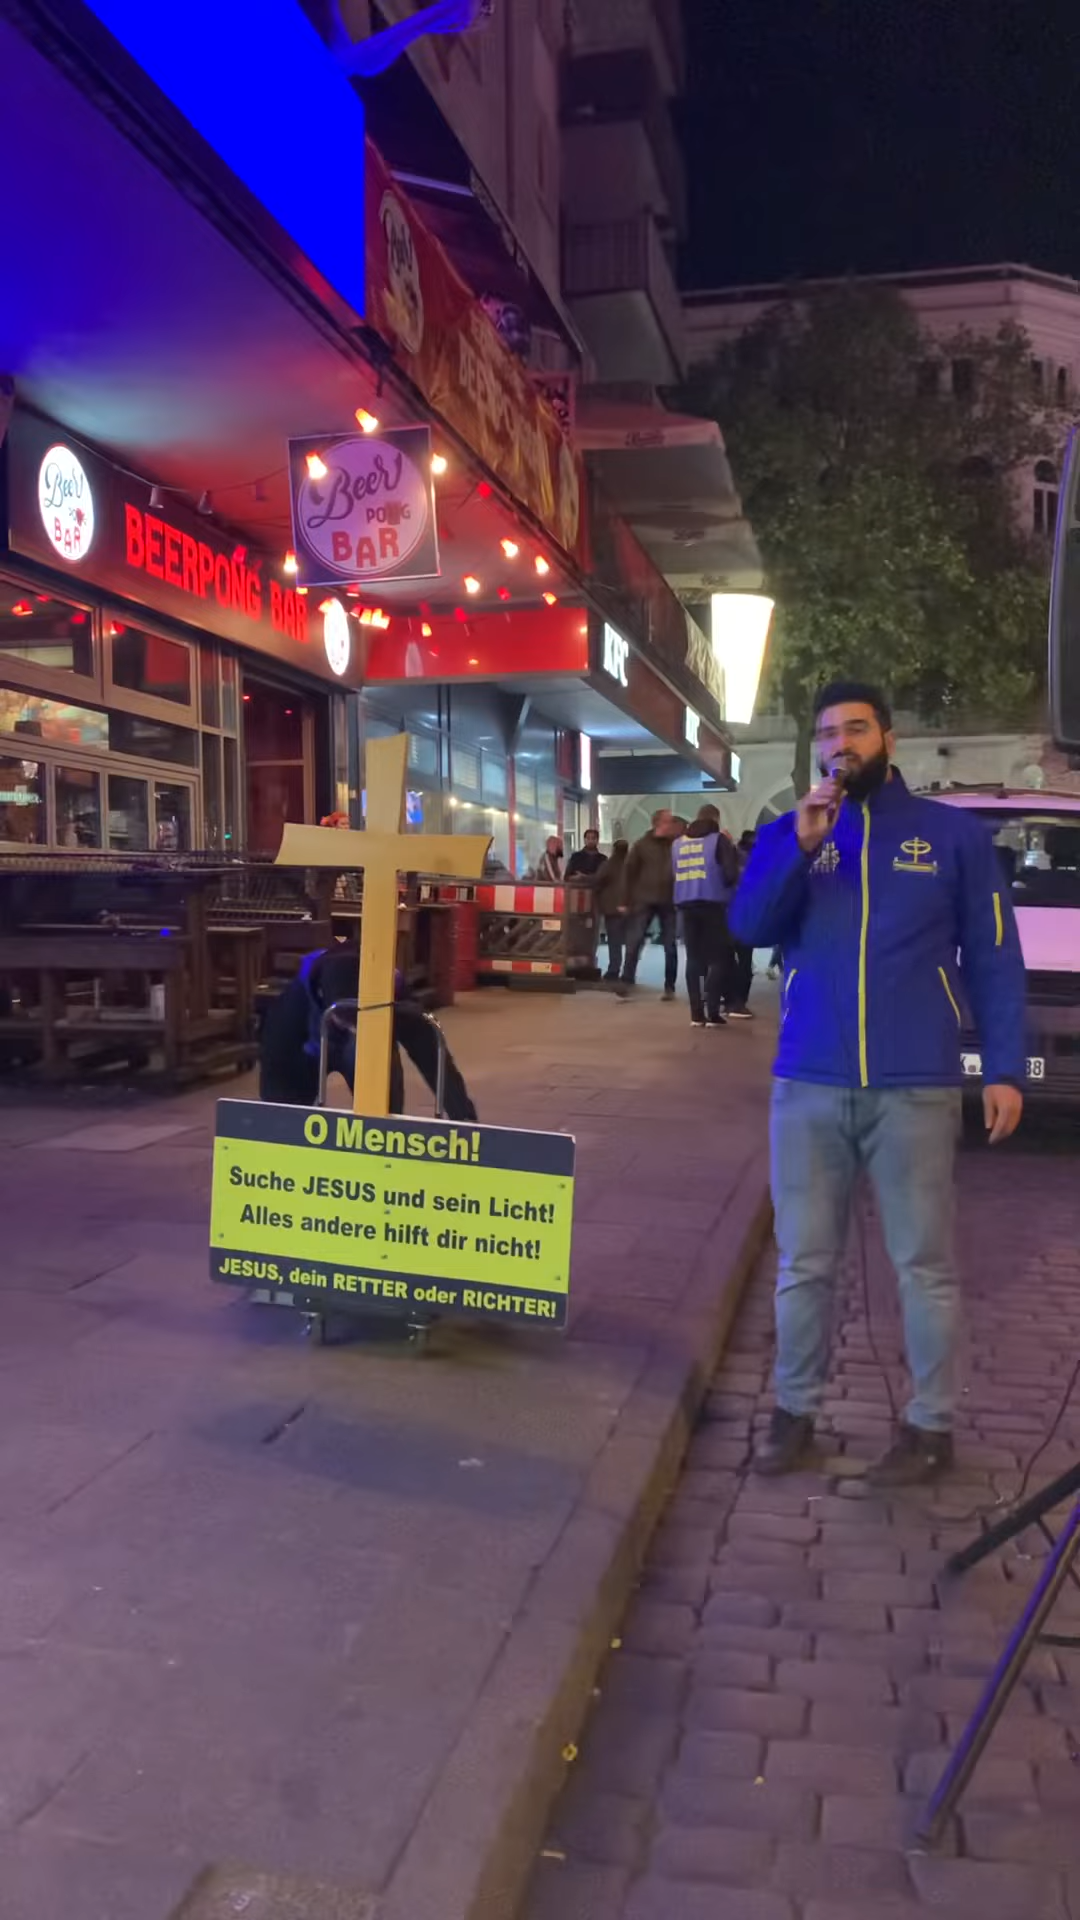 Beer
PONG
BAR
BEERPONG BAR
Beer
PONG
BAR
KFC
O Mensch!
Suche JESUS und sein Licht!
Alles andere hilft dir nicht!
JESUS, dein RETTER oder RICHTER!